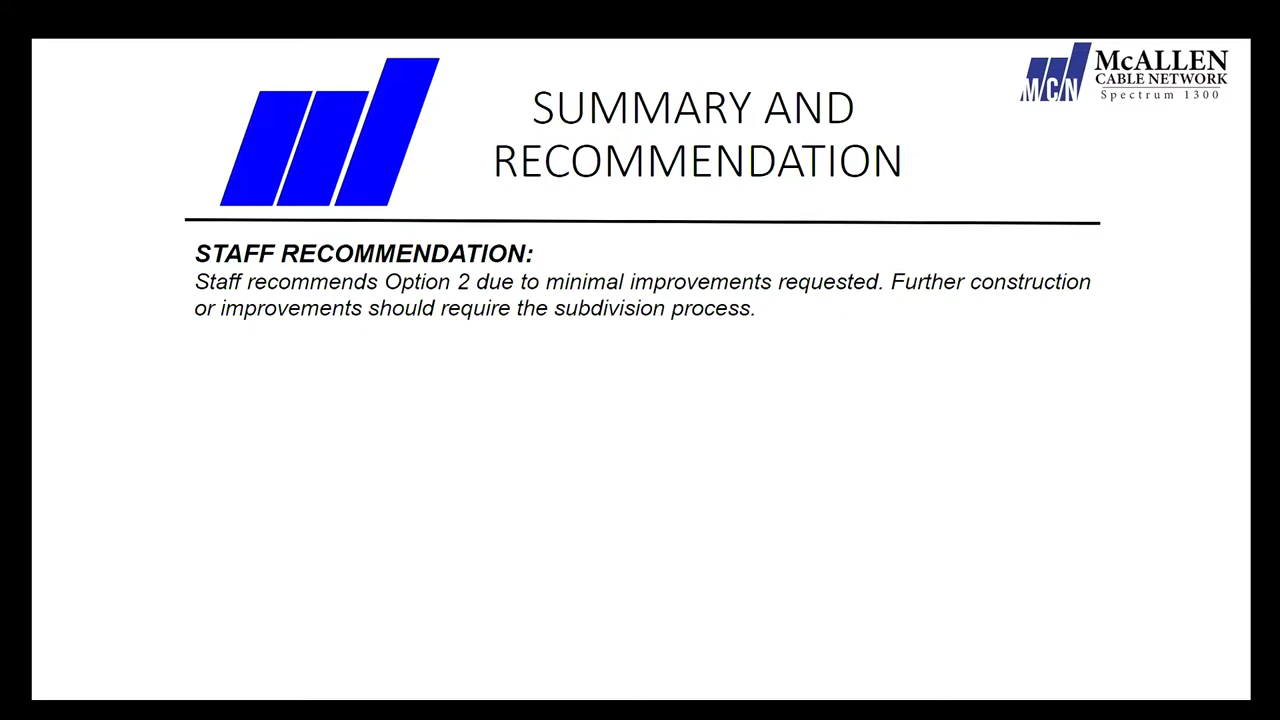 SUMMARY AND
RECOMMENDATION
MCN
McALLEN
CABLE NETWORK
Spectrum 1300
STAFF RECOMMENDATION:
Staff recommends Option 2 due to minimal improvements requested. Further construction
or improvements should require the subdivision process.